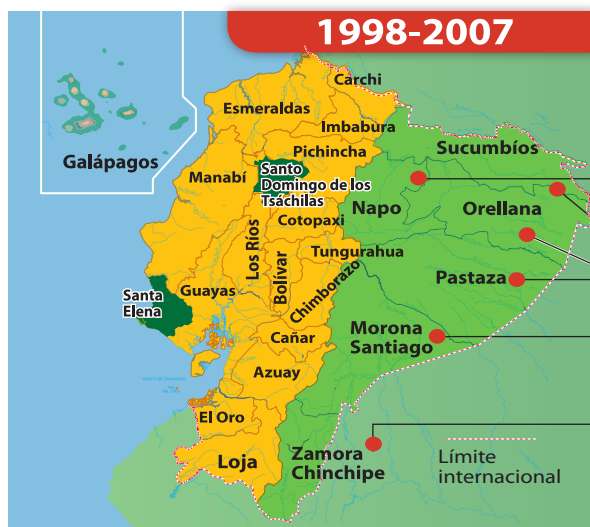 1998-2007
Carchi
Esmeraldas
Imbabura
Sucumbíos
Pichincha
Galápagos
Santo
Domingo de los
Tsáchilas
Manabí
Napo
Orellana
Cotopaxi
Los Ríos
Tungurahua
Bolívar
Chimborazo
Pastaza
Santa
Elena
Guayas
Morona
Santiago
Cañar
Azuay
El Oro
Loja
Zamora
Chinchipe
Límite
internacional